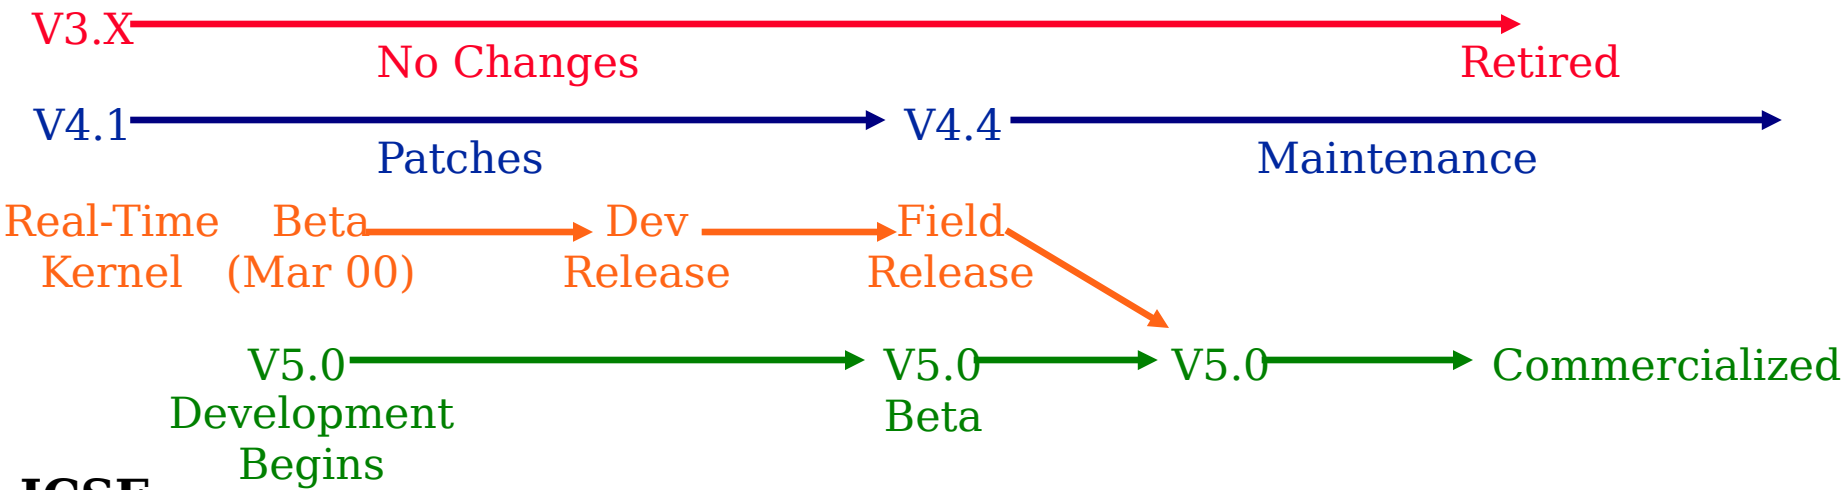 V3.X
No Changes
Retired
V4.1
Patches
V4.4
Maintenance
Real-Time
Kernel
Beta
(Mar 00)
Dev
Release
Field
Release
V5.0
Development
Begins
V5.0
Beta
V5.0
Commercialized